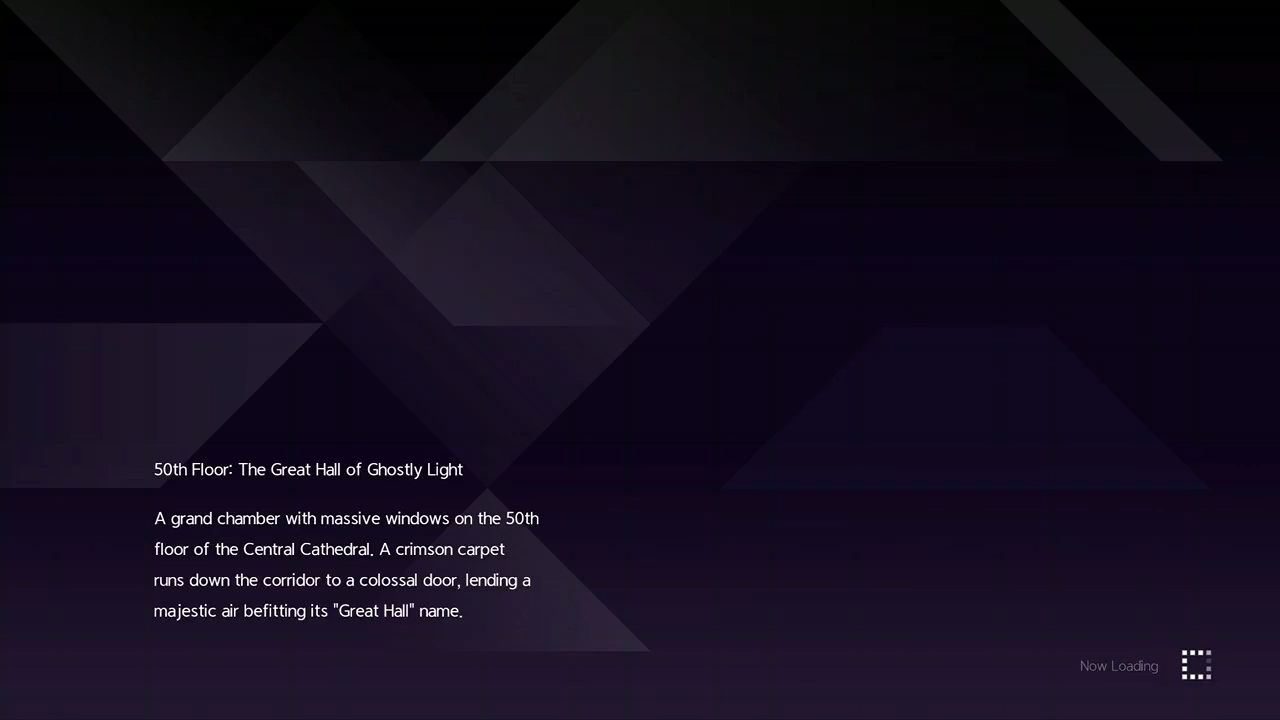 50th Floor: The Great Hall of Ghostly Light
A grand chamber with massive windows on the 50th
floor of the Central Cathedral. A crimson carpet
runs down the corridor to a colossal door, lending a
majestic air befitting its "Great Hall" name.
Now Loading